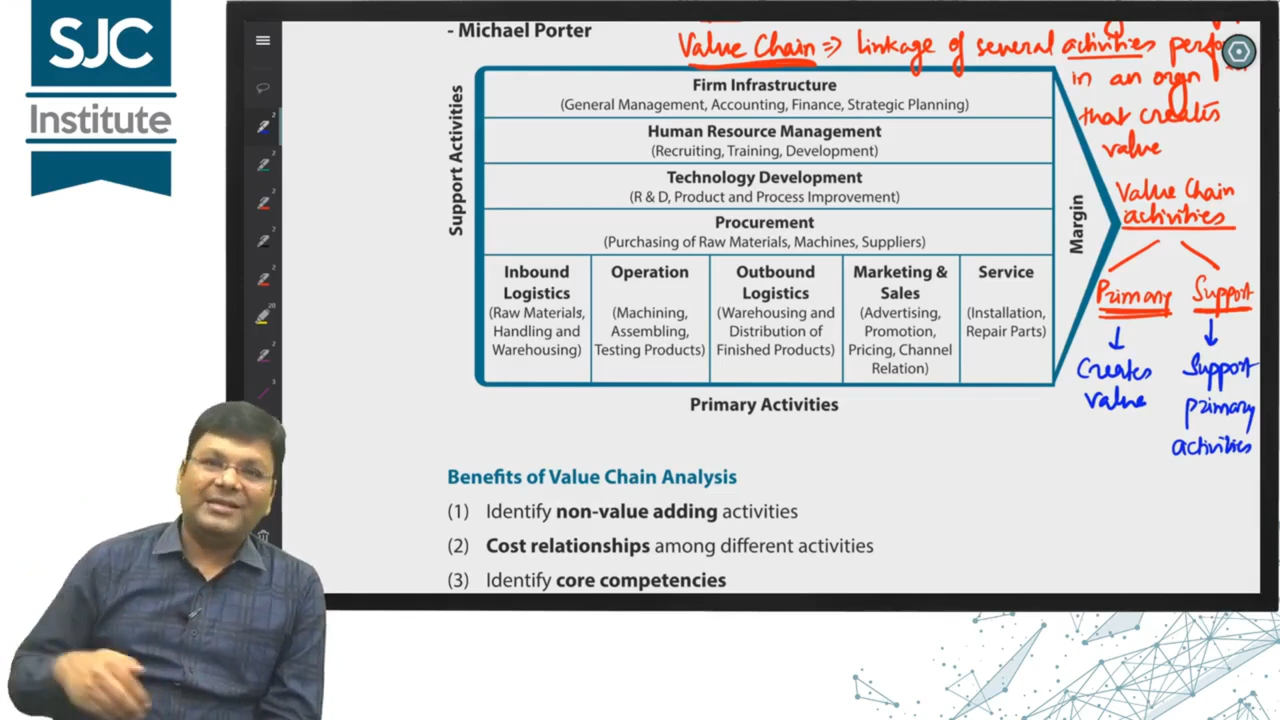 SJC
Institute
- Michael Porter
Value Chain => linkage of several activities
in an orgn
that creates
value
Support Activities
Firm Infrastructure
(General Management, Accounting, Finance, Strategic Planning)
Human Resource Management
(Recruiting, Training, Development)
Technology Development
(R & D, Product and Process Improvement)
Procurement
(Purchasing of Raw Materials, Machines, Suppliers)
Inbound
Logistics
(Raw Materials,
Handling and
Warehousing)
Operation
(Machining,
Assembling,
Testing Products)
Outbound
Logistics
(Warehousing and
Distribution of
Finished Products)
Marketing &
Sales
(Advertising,
Promotion,
Pricing, Channel
Relation)
Service
(Installation,
Repair Parts)
Margin
Primary Activities
Value Chain
activities
Primary
Support
Creates
value
Support
primary
activities
Benefits of Value Chain Analysis
(1) Identify non-value adding activities
(2) Cost relationships among different activities
(3) Identify core competencies